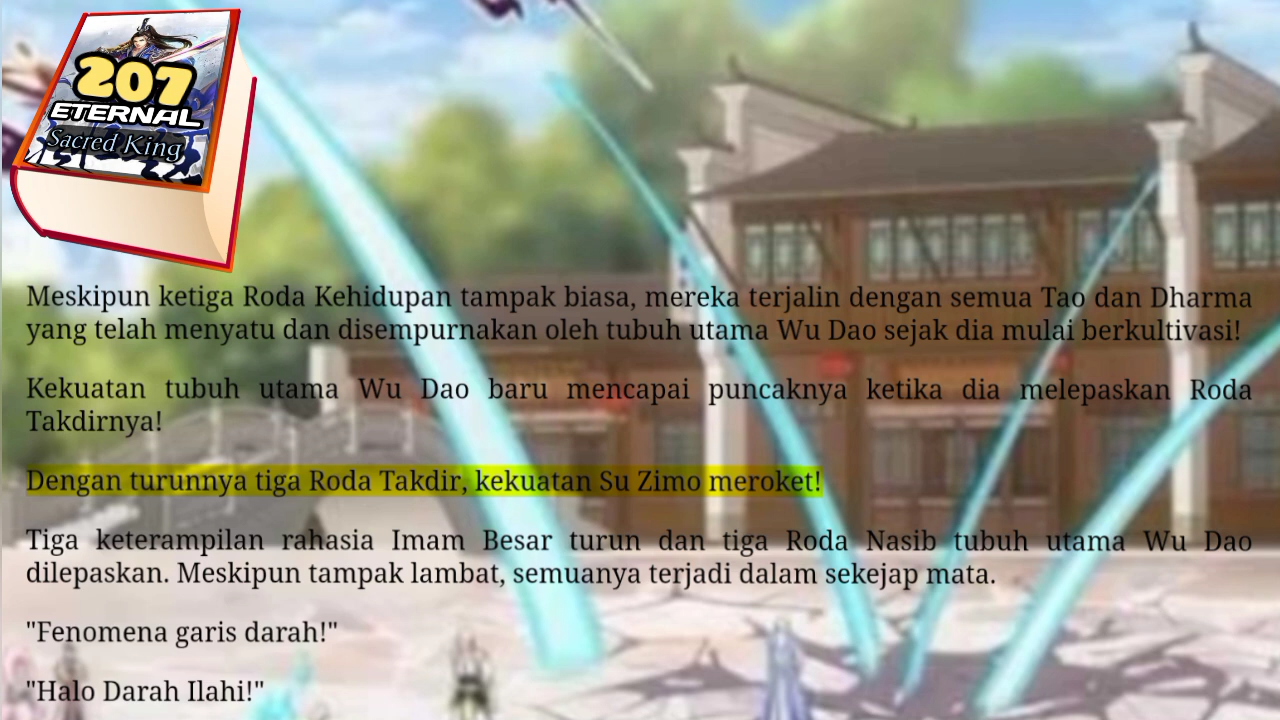 207
ETERNAL
Sacred King
Meskipun ketiga Roda Kehidupan tampak biasa, mereka terjalin dengan semua Tao dan Dharma
yang telah menyatu dan disempurnakan oleh tubuh utama Wu Dao sejak dia mulai berkultivasi!
Kekuatan tubuh utama Wu Dao baru mencapai puncaknya ketika dia melepaskan Roda
Takdirnya!
Dengan turunnya tiga Roda Takdir, kekuatan Su Zimo meroket!
Tiga keterampilan rahasia Imam Besar turun dan tiga Roda Nasib tubuh utama Wu Dao
dilepaskan. Meskipun tampak lambat, semuanya terjadi dalam sekejap mata.
"Fenomena garis darah!"
"Halo Darah Ilahi!"